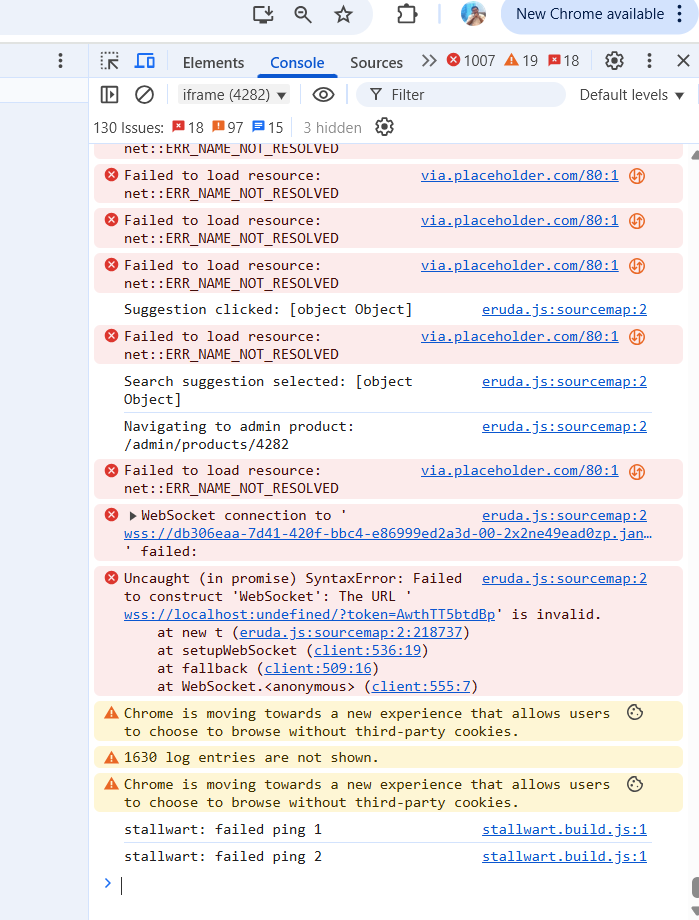 New Chrome available
Elements
Console
Sources
1007
19
18
iframe (4282)
Filter
Default levels
130 Issues:
18
97
15
3 hidden
net::ERR_NAME_NOT_RESOLVED
Failed to load resource: via.placeholder.com/80:1
net::ERR_NAME_NOT_RESOLVED
Failed to load resource: via.placeholder.com/80:1
net::ERR_NAME_NOT_RESOLVED
Failed to load resource: via.placeholder.com/80:1
net::ERR_NAME_NOT_RESOLVED
Suggestion clicked: [object Object] eruda.js:sourcemap:2
Failed to load resource: via.placeholder.com/80:1
net::ERR_NAME_NOT_RESOLVED
Search suggestion selected: [object eruda.js:sourcemap:2
Object]
Navigating to admin product: eruda.js:sourcemap:2
/admin/products/4282
Failed to load resource: via.placeholder.com/80:1
net::ERR_NAME_NOT_RESOLVED
WebSocket connection to ' eruda.js:sourcemap:2
wss://db306eaa-7d41-420f-bbc4-e86999ed2a3d-00-2x2ne49ead0zp.jan…
' failed:
Uncaught (in promise) SyntaxError: Failed eruda.js:sourcemap:2
to construct 'WebSocket': The URL '
wss://localhost:undefined/?token=AwthTT5btdBp' is invalid.
at new t (eruda.js:sourcemap:2:218737)
at setupWebSocket (client:536:19)
at fallback (client:509:16)
at WebSocket.<anonymous> (client:555:7)
Chrome is moving towards a new experience that allows users
to choose to browse without third-party cookies.
1630 log entries are not shown.
Chrome is moving towards a new experience that allows users
to choose to browse without third-party cookies.
stallwart: failed ping 1 stallwart.build.js:1
stallwart: failed ping 2 stallwart.build.js:1